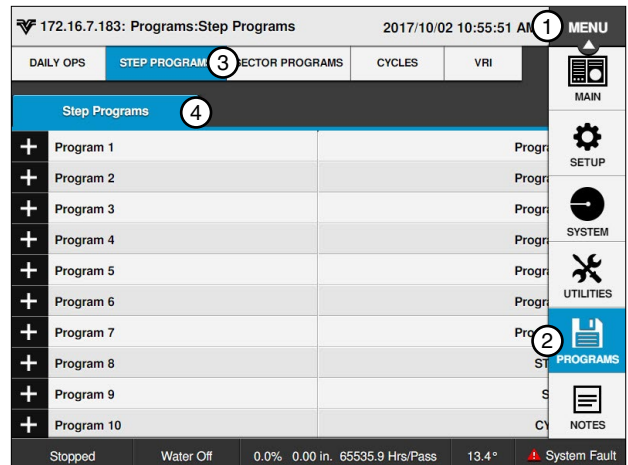 172.16.7.183: Programs:Step Programs 2017/10/02 10:55:51 1 MENU
DAILY OPS STEP PROGRAM 3 SECTOR PROGRAMS CYCLES VRI
MAIN
Step Programs 4
SETUP
SYSTEM
UTILITIES
2 PROGRAMS
NOTES
+ Program 1
+ Program 2
+ Program 3
+ Program 4
+ Program 5
+ Program 6
+ Program 7
+ Program 8
+ Program 9
+ Program 10
Stopped Water Off 0.0% 0.00 in. 65535.9 Hrs/Pass 13.4° System Fault